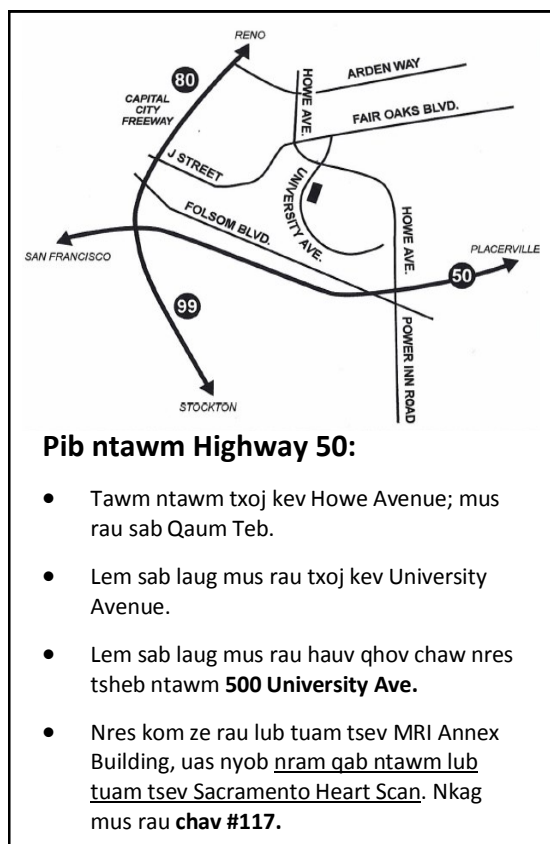 RENO
80
ARDEN WAY
HOWE AVE.
CAPITAL
CITY
FREEWAY
FAIR OAKS BLVD.
J STREET
UNIVERSITY AVE.
FOLSOM BLVD.
HOWE AVE.
SAN FRANCISCO
PLACERVILLE
50
99
POWER INN ROAD
STOCKTON
Pib ntawm Highway 50:
• Tawm ntawm txoj kev Howe Avenue; mus
rau sab Qaum Teb.
• Lem sab laug mus rau txoj kev University
Avenue.
• Lem sab laug mus rau hauv qhov chaw nres
tsheb ntawm 500 University Ave.
• Nres kom ze rau lub tuam tsev MRI Annex
Building, uas nyob nram qab ntawm lub
tuam tsev Sacramento Heart Scan. Nkag
mus rau chav #117.